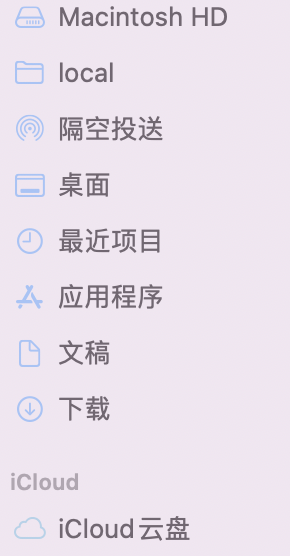 Macintosh HD
local
隔空投送
桌面
最近项目
应用程序
文稿
下载
iCloud
iCloud云盘